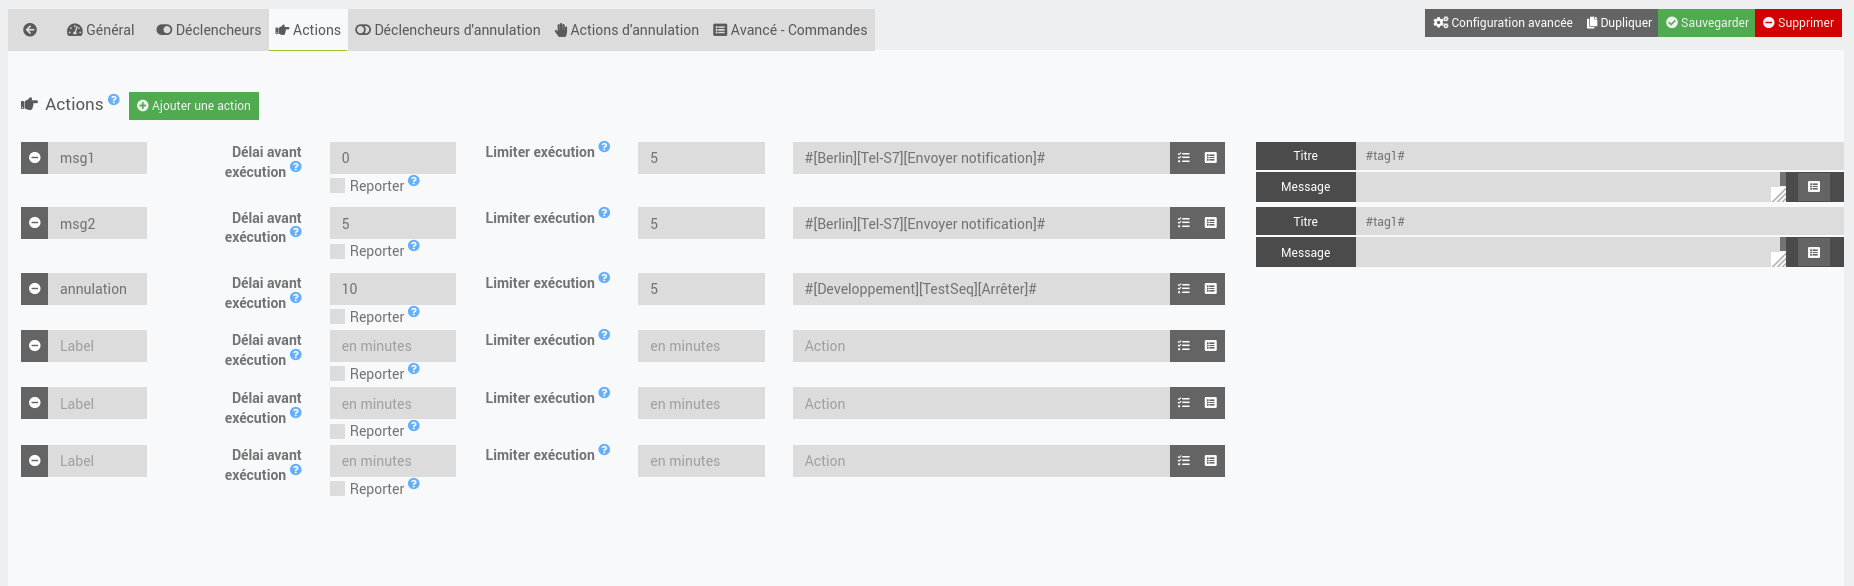 Général Déclencheurs Actions Déclencheurs d'annulation Actions d'annulation Avancé - Commandes Configuration avancée Dupliquer Sauvegarder Supprimer
Actions ? Ajouter une action
msg1 Délai avant exécution ? 0 Limiter exécution ? 5 #[Berlin][Tel-S7][Envoyer notification]# Titre #tag1#
Reporter ? Message
msg2 Délai avant exécution ? 5 Limiter exécution ? 5 #[Berlin][Tel-S7][Envoyer notification]# Titre #tag1#
Reporter ? Message
annulation Délai avant exécution ? 10 Limiter exécution ? 5 #[Developpement][TestSeq][Arrêter]#
Reporter ?
Label Délai avant exécution ? en minutes Limiter exécution ? en minutes Action
Reporter ?
Label Délai avant exécution ? en minutes Limiter exécution ? en minutes Action
Reporter ?
Label Délai avant exécution ? en minutes Limiter exécution ? en minutes Action
Reporter ?